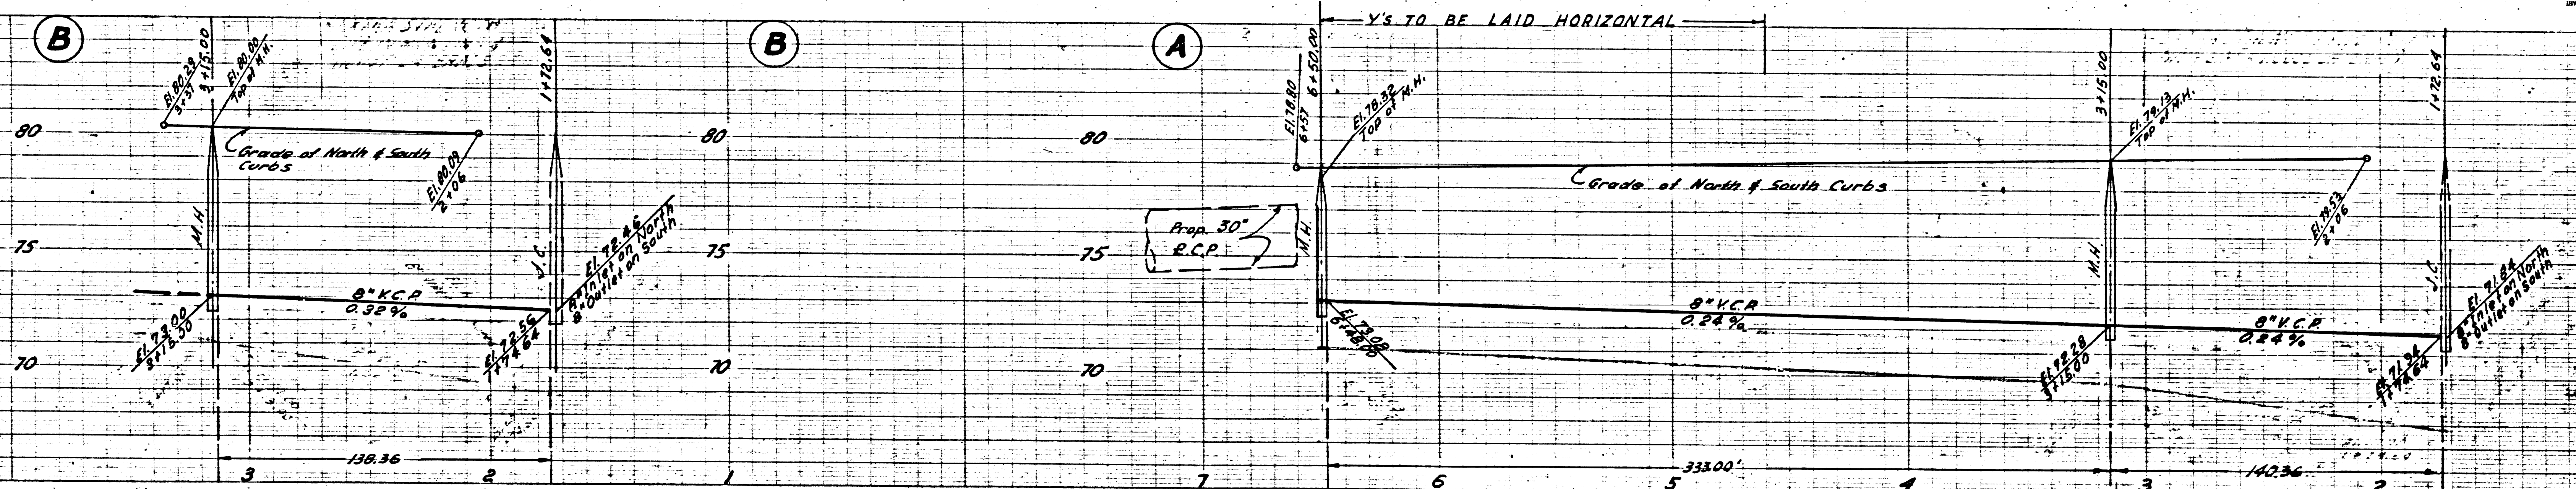 B
El. 80.29
3+37
3+15.00
El. 80.00
Top of M.H.
1+72.64
80
Grade of North & South
Curbs
El. 80.09
2+06
M.H.
75
J.C.
El. 72.46
8" Inlet on North
8" Outlet on South
8" V.C.P.
0.32%
El. 73.00
3+15.00
El. 72.56
1+74.64
70
138.36
3
2
1
B
80
75
70
A
Y's TO BE LAID HORIZONTAL
El. 78.80
6+57
6+50.00
El. 78.32
Top of M.H.
3+15.00
El. 79.13
Top of M.H.
1+72.64
80
Grade of North & South Curbs
El. 79.53
2+06
Prop. 30"
R.C.P.
M.H.
75
M.H.
J.C.
El. 71.84
8" Inlet on North
8" Outlet on South
8" V.C.P.
0.24%
8" V.C.P.
0.24%
El. 73.08
6+48.00
El. 72.28
3+15.00
El. 71.94
1+74.64
70
333.00'
140.36
7
6
5
4
3
2